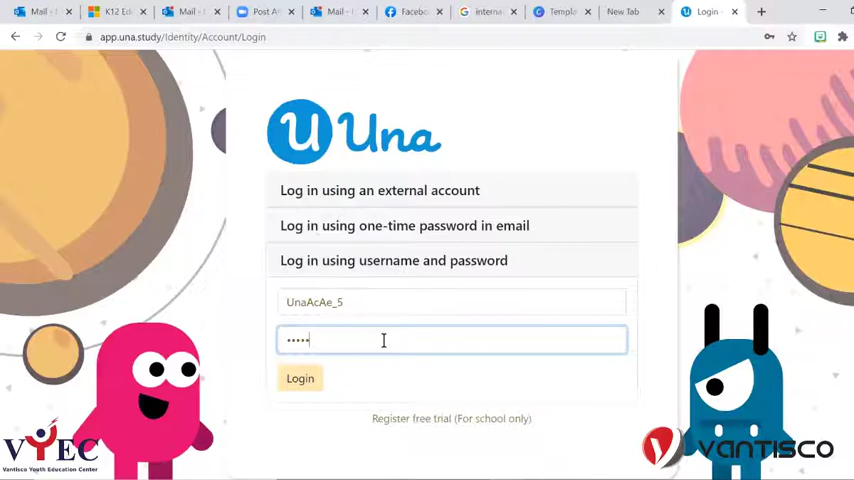 Mail -
K12 Ed
Mail -
Post At
Mail -
Facebo
interna
Templa
New Tab
Login -
app.una.study/Identity/Account/Login
U Una
Log in using an external account
Log in using one-time password in email
Log in using username and password
UnaAcAe_5
•••••
Login
Register free trial (For school only)
VYEC
Vantisco Youth Education Center
VANTISCO